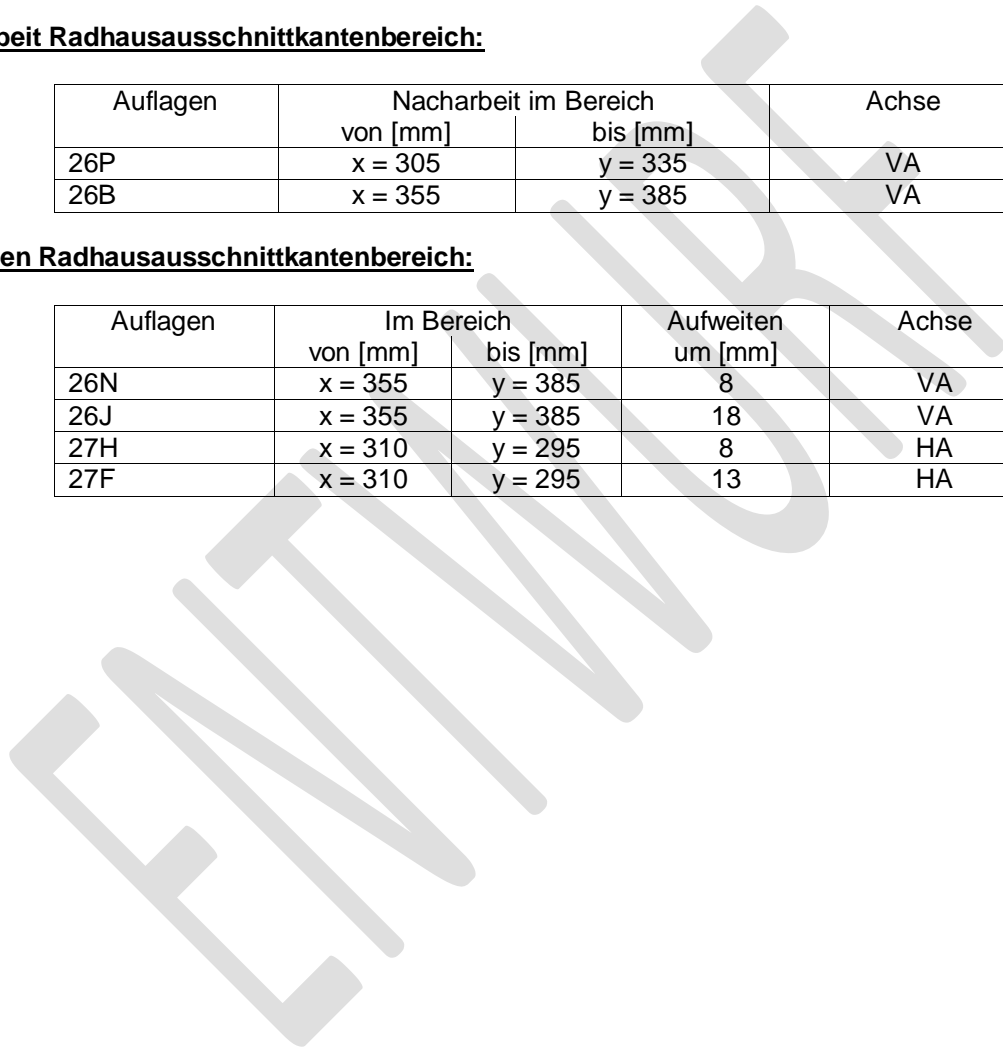 beit Radhausausschnittkantenbereich:
Auflagen Nacharbeit im Bereich Achse
von [mm] bis [mm]
26P x = 305 y = 335 VA
26B x = 355 y = 385 VA
en Radhausausschnittkantenbereich:
Auflagen Im Bereich Aufweiten Achse
von [mm] bis [mm] um [mm]
26N x = 355 y = 385 8 VA
26J x = 355 y = 385 18 VA
27H x = 310 y = 295 8 HA
27F x = 310 y = 295 13 HA
ENTWURF